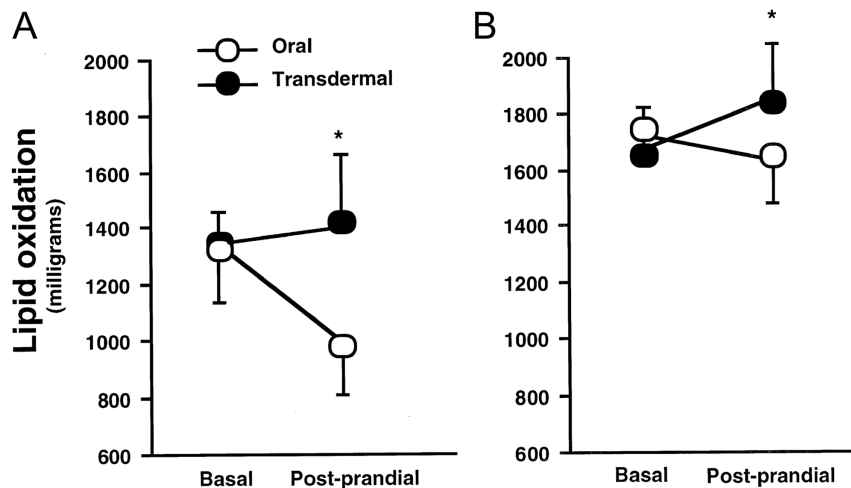 A
Oral
Transdermal
Lipid oxidation
(milligrams)
2000
1800
1600
1400
1200
1000
800
600
*
Basal
Post-prandial
B
2000
1800
1600
1400
1200
1000
800
600
*
Basal
Post-prandial